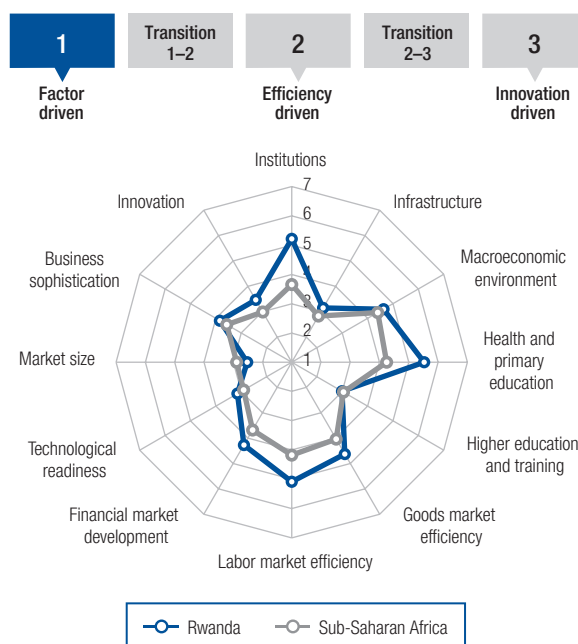 1
Transition
1–2
2
Transition
2–3
3
Factor
driven
Efficiency
driven
Innovation
driven
Institutions
Infrastructure
Macroeconomic
environment
Health and
primary
education
Higher education
and training
Goods market
efficiency
Labor market efficiency
Financial market
development
Technological
readiness
Market size
Business
sophistication
Innovation
7
6
5
4
3
2
1
Rwanda
Sub-Saharan Africa